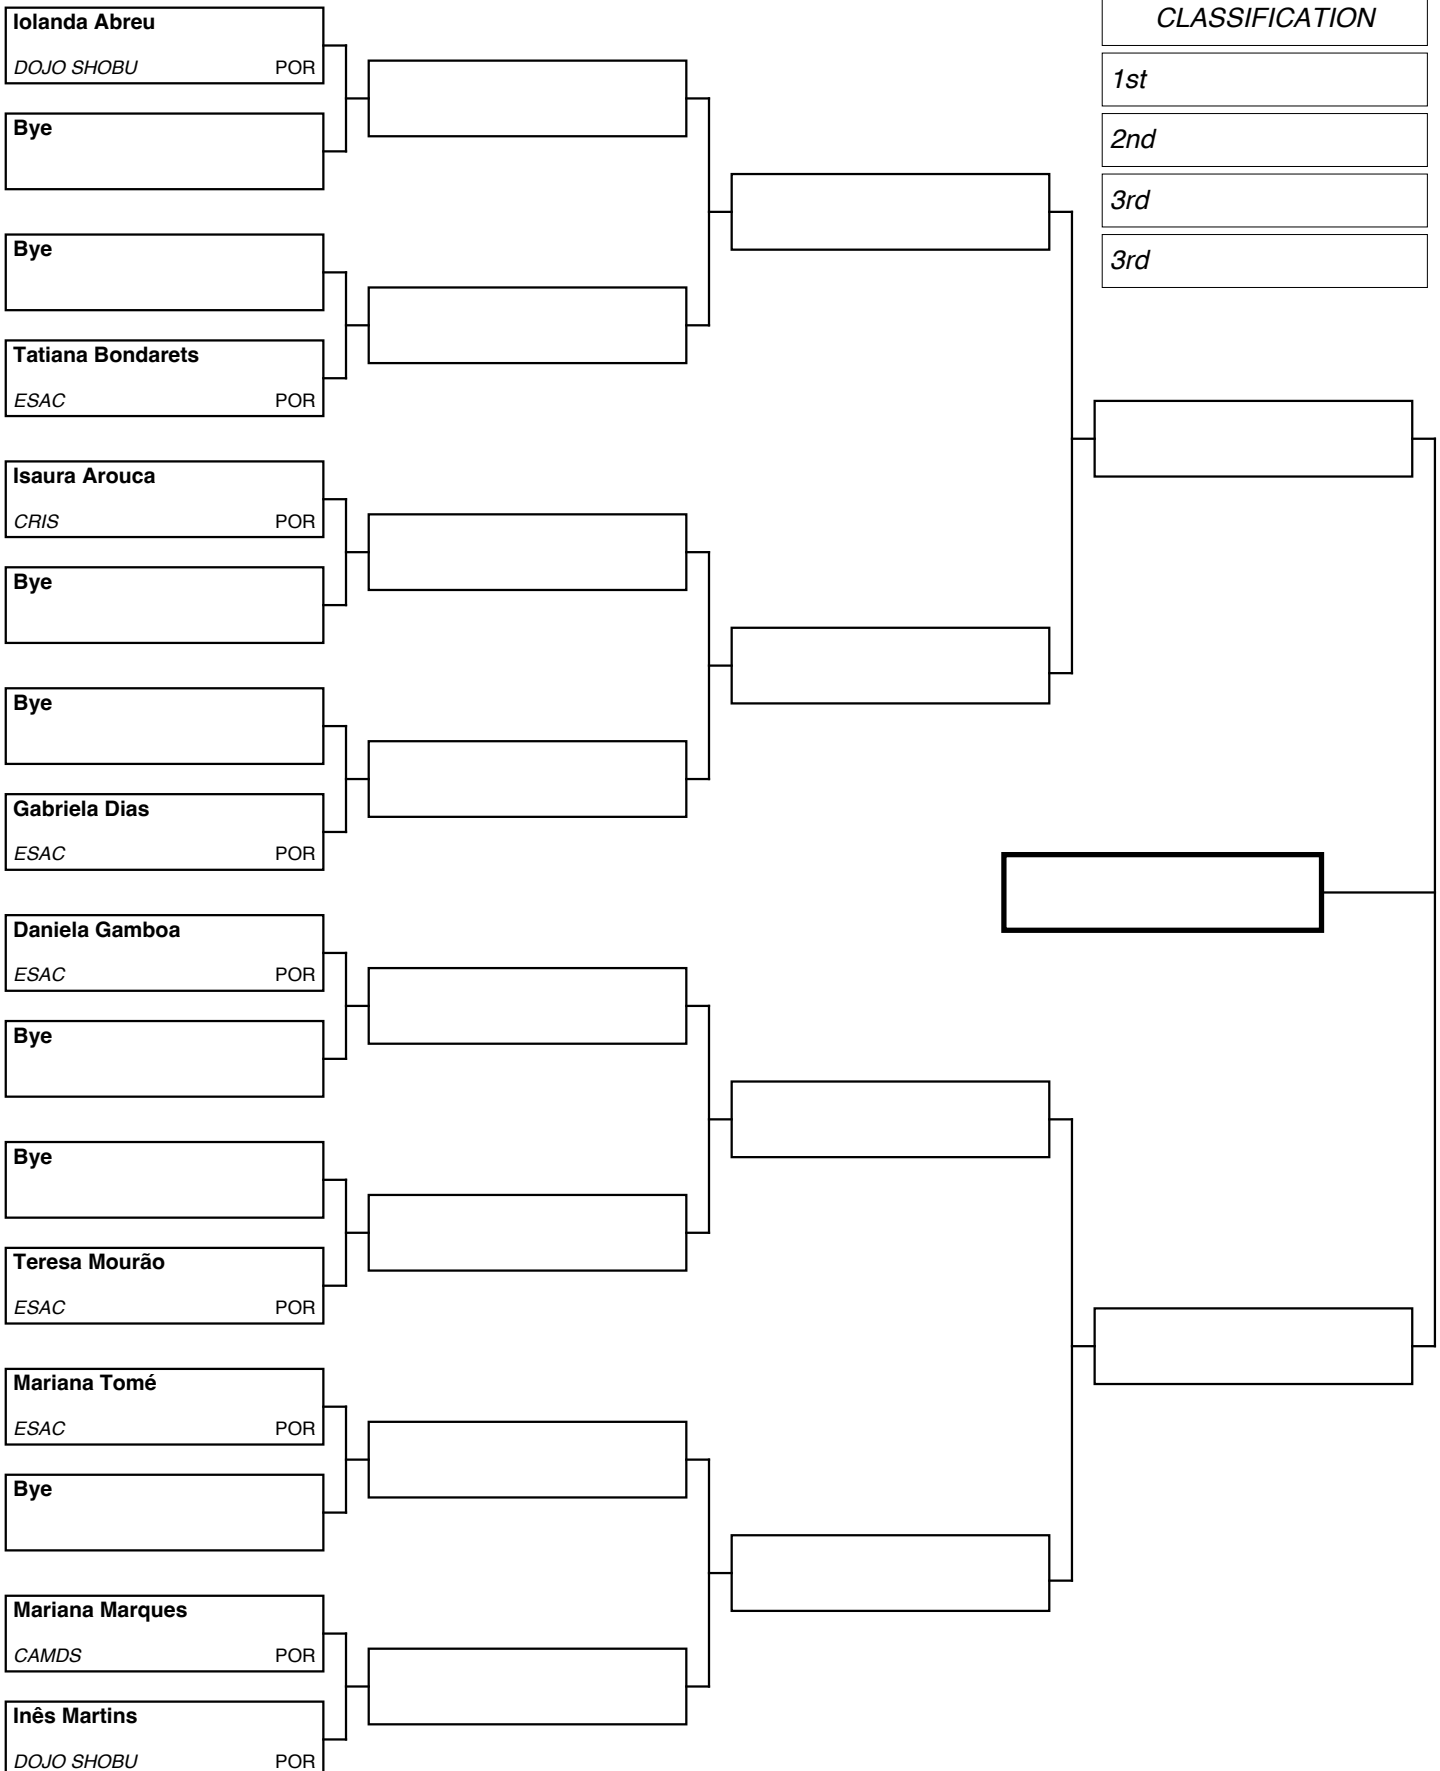 Iolanda Abreu
DOJO SHOBU POR
Bye
Bye
Tatiana Bondarets
ESAC POR
Isaura Arouca
CRIS POR
Bye
Bye
Gabriela Dias
ESAC POR
Daniela Gamboa
ESAC POR
Bye
Bye
Teresa Mourão
ESAC POR
Mariana Tomé
ESAC POR
Bye
Mariana Marques
CAMDS POR
Inês Martins
DOJO SHOBU POR
CLASSIFICATION
1st
2nd
3rd
3rd